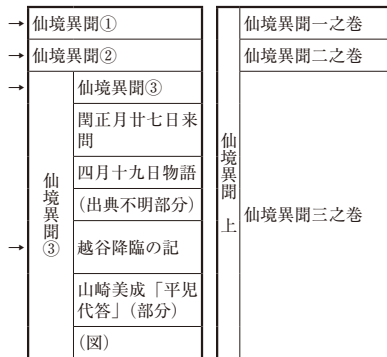 → 仙境異聞①
→ 仙境異聞②
→ 仙境異聞③
仙境異聞③
閏正月廿七日来
問
四月十九日物語
（出典不明部分）
→ 越谷降臨の記
山崎美成「平児
代答」（部分）
（図）
仙境異聞 上
仙境異聞一之巻
仙境異聞二之巻
仙境異聞三之巻